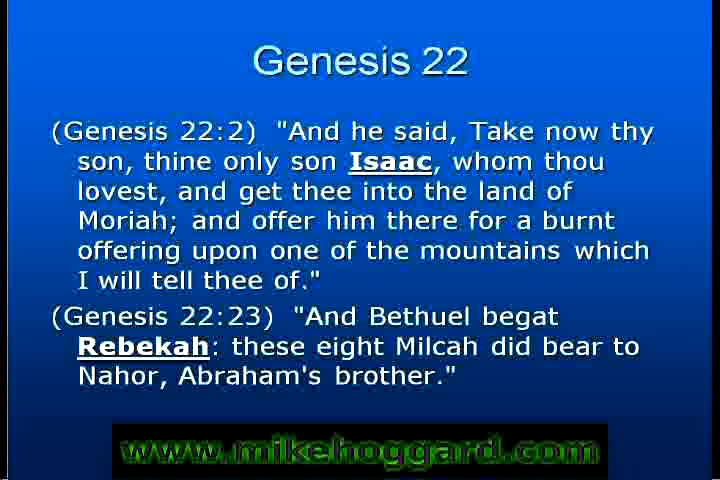 Genesis 22
(Genesis 22:2) "And he said, Take now thy
son, thine only son Isaac, whom thou
lovest, and get thee into the land of
Moriah; and offer him there for a burnt
offering upon one of the mountains which
I will tell thee of."
(Genesis 22:23) "And Bethuel begat
Rebekah: these eight Milcah did bear to
Nahor, Abraham's brother."
www.mikehoggard.com